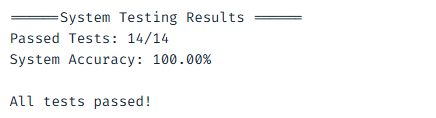 ======System Testing Results ======
Passed Tests: 14/14
System Accuracy: 100.00%
All tests passed!